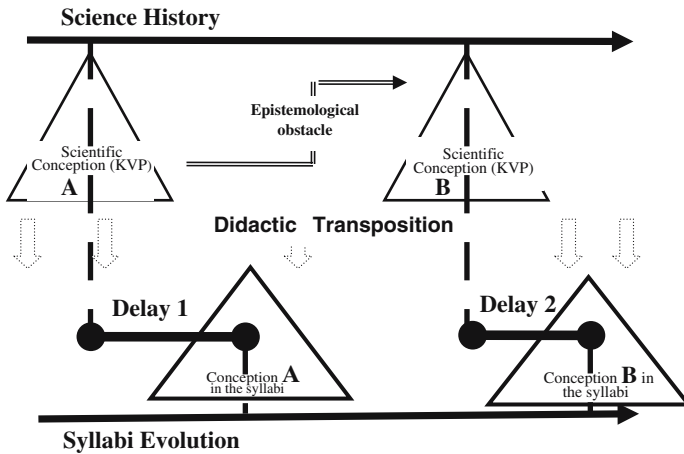 Science History
Epistemological
obstacle
Scientific
Conception (KVP)
A
Scientific
Conception (KVP)
B
Didactic Transposition
Delay 1
Delay 2
Conception A
in the syllabi
Conception B in
the syllabi
Syllabi Evolution